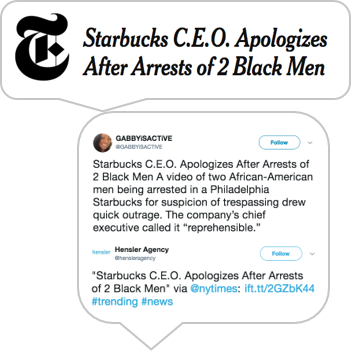 Starbucks C.E.O. Apologizes
After Arrests of 2 Black Men
GABBYiSACTiVE
@GABBYiSACTiVE
Follow
Starbucks C.E.O. Apologizes After Arrests of
2 Black Men A video of two African-American
men being arrested in a Philadelphia
Starbucks for suspicion of trespassing drew
quick outrage. The company's chief
executive called it “reprehensible.”
hensler
Hensler Agency
@hensleragency
Follow
"Starbucks C.E.O. Apologizes After Arrests
of 2 Black Men" via @nytimes: ift.tt/2GZbK44
#trending #news